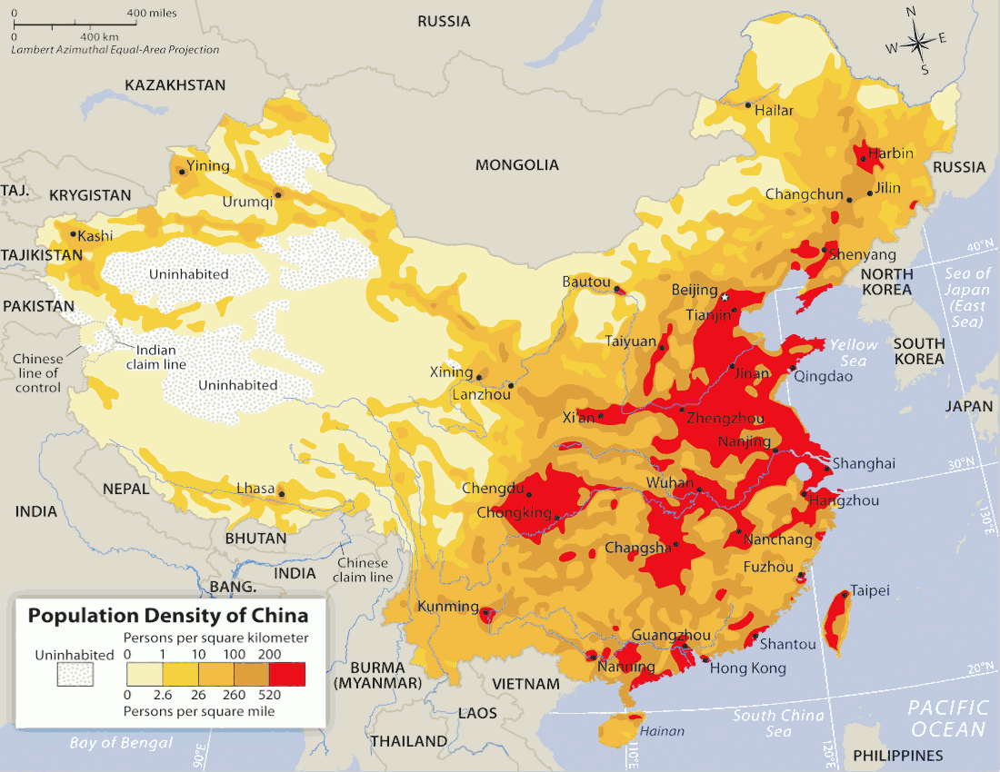 0 400 miles
0 400 km
Lambert Azimuthal Equal-Area Projection
RUSSIA
N
W E
S
KAZAKHSTAN
Hailar
MONGOLIA
Harbin
RUSSIA
Yining
TAJ.
KRYGISTAN
Urumqi
Changchun
Jilin
Kashi
TAJIKISTAN
Shenyang
40°N
Uninhabited
NORTH
KOREA
Sea of
Japan
(East
Sea)
Bautou
Beijing
Tianjin
PAKISTAN
Taiyuan
Yellow
Sea
SOUTH
KOREA
Chinese
line of
control
Indian
claim line
Xining
Lanzhou
Jinan
Qingdao
Uninhabited
JAPAN
Xi'an
Zhengzhou
Nanjing
Shanghai
30°N
NEPAL
Lhasa
Chengdu
Chongking
Wuhan
Hangzhou
INDIA
130°E
BHUTAN
Changsha
Nanchang
INDIA
Chinese
claim line
Fuzhou
BANG.
Taipei
Kunming
Population Density of China
Persons per square kilometer
Uninhabited 0 1 10 100 200
0 2.6 26 260 520
Persons per square mile
Guangzhou
Shantou
Nanning
Hong Kong
BURMA
(MYANMAR)
VIETNAM
20°N
LAOS
South China
Sea
PACIFIC
OCEAN
Hainan
THAILAND
Bay of Bengal
90°E
110°E
120°E
PHILIPPINES